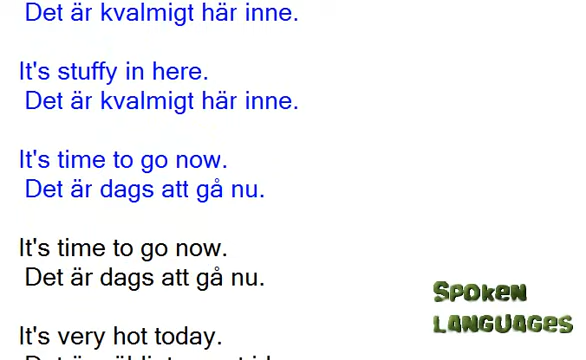 Det är kvalmigt här inne.
It's stuffy in here.
Det är kvalmigt här inne.
It's time to go now.
Det är dags att gå nu.
It's time to go now.
Det är dags att gå nu.
It's very hot today.
Det är
SPOKEN
LANGUAGES